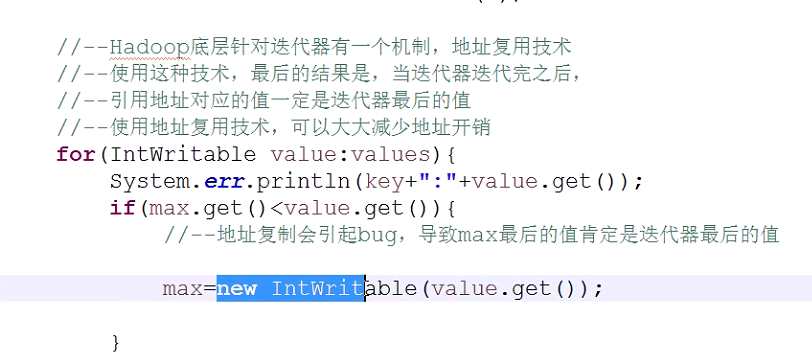 //--Hadoop底层针对迭代器有一个机制，地址复用技术
//--使用这种技术，最后的结果是，当迭代器迭代完之后，
//--引用地址对应的值一定是迭代器最后的值
//--使用地址复用技术，可以大大减少地址开销
for(IntWritable value:values){
System.err.println(key+":"+value.get());
if(max.get()<value.get()){
//--地址复制会引起bug，导致max最后的值肯定是迭代器最后的值
max=new IntWritable(value.get());
}